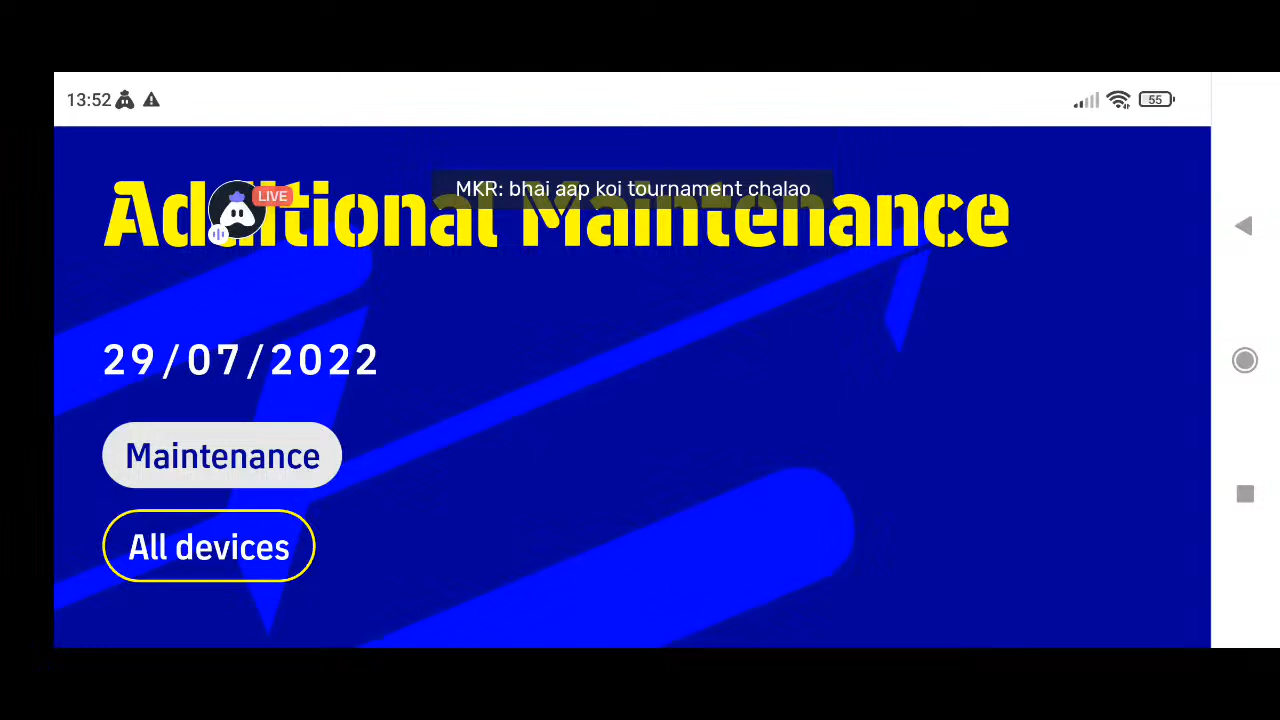 13:52
55
LIVE
MKR: bhai aap koi tournament chalao
Additional Maintenance
29/07/2022
Maintenance
All devices